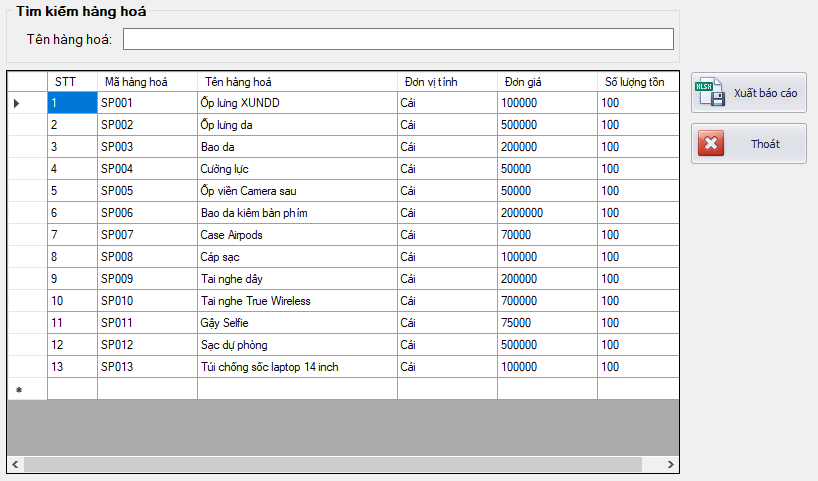 Tìm kiếm hàng hoá
Tên hàng hoá:
STT Mã hàng hoá Tên hàng hoá Đơn vị tính Đơn giá Số lượng tồn
1 SP001 Ốp lưng XUNDD Cái 100000 100
2 SP002 Ốp lưng da Cái 500000 100
3 SP003 Bao da Cái 200000 100
4 SP004 Cường lực Cái 50000 100
5 SP005 Ốp viền Camera sau Cái 50000 100
6 SP006 Bao da kiêm bàn phím Cái 2000000 100
7 SP007 Case Airpods Cái 70000 100
8 SP008 Cáp sạc Cái 100000 100
9 SP009 Tai nghe dây Cái 200000 100
10 SP010 Tai nghe True Wireless Cái 700000 100
11 SP011 Gậy Selfie Cái 75000 100
12 SP012 Sạc dự phòng Cái 500000 100
13 SP013 Túi chống sốc laptop 14 inch Cái 100000 100
XLSX Xuất báo cáo
Thoát